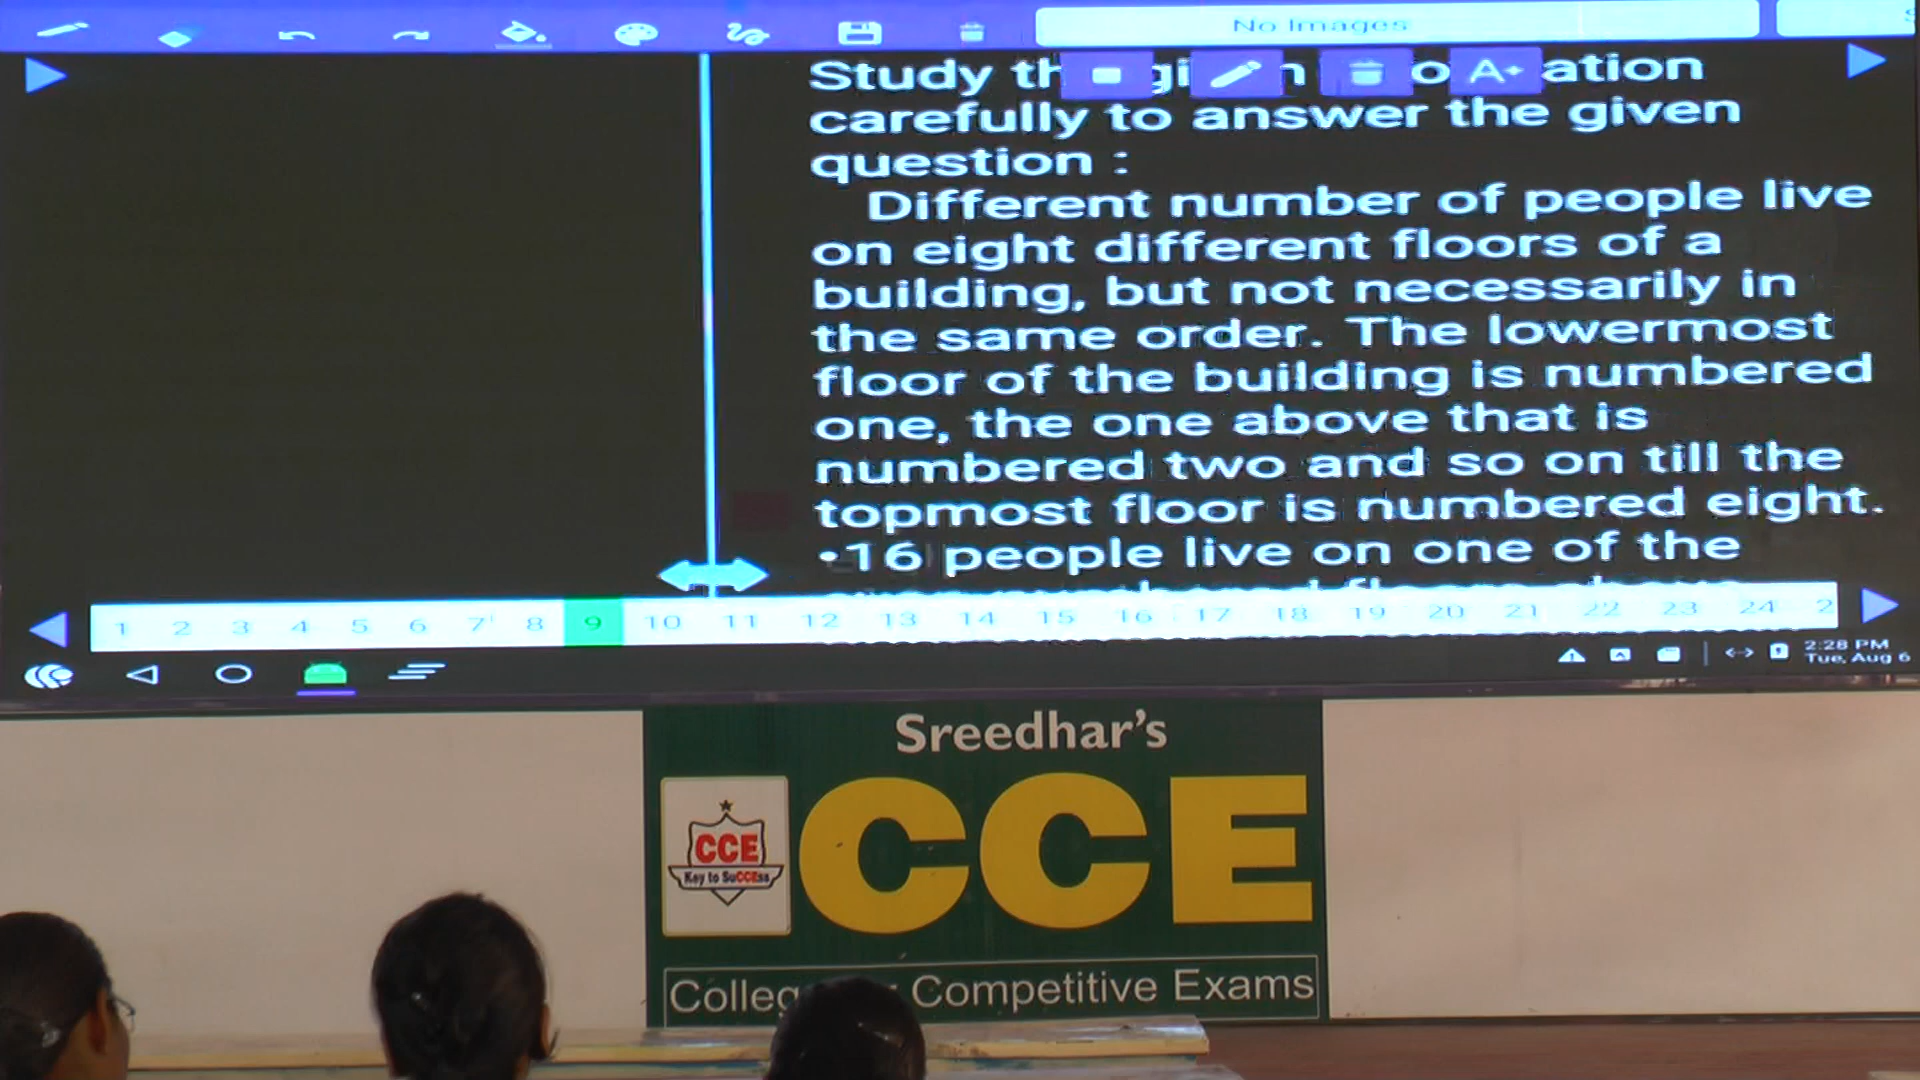 No Images
Study
ation
carefully to answer the given
question :
Different number of people live
on eight different floors of a
building, but not necessarily in
the same order. The lowermost
floor of the building is numbered
one, the one above that is
numbered two and so on till the
topmost floor is numbered eight.
•16 people live on one of the
1 2 3 4 5 6 7 8 9 10 11 12 13 14 15 16 17 18 19 20 21 22 23 24 2
2:28 PM
Tue, Aug 6
Sreedhar's
CCE
Key to SuCCEss
CCE
Competitive Exams